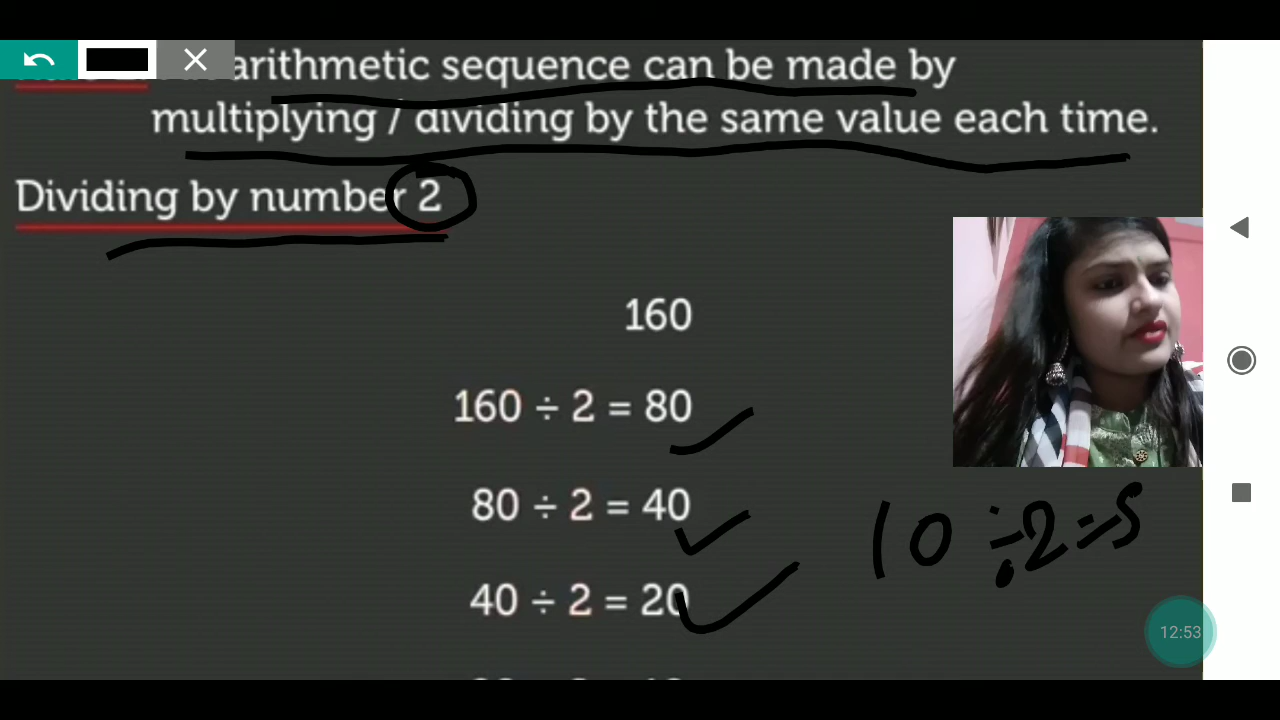 arithmetic sequence can be made by
multiplying / dividing by the same value each time.
Dividing by number 2
160
160 ÷ 2 = 80
80 ÷ 2 = 40
40 ÷ 2 = 20
10 ÷ 2 = 5
12:53